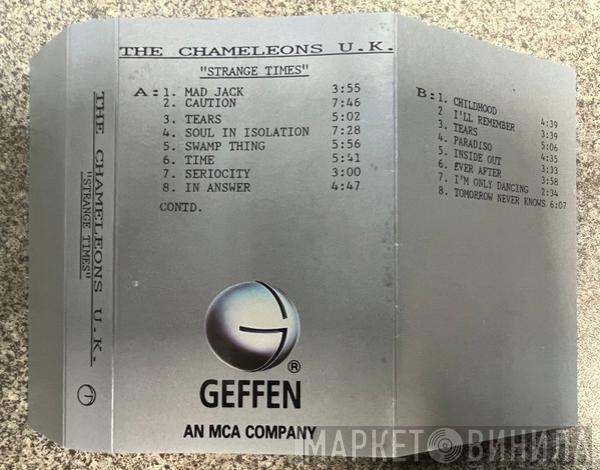 THE CHAMELEONS U.K.
"STRANGE TIMES"
THE CHAMELEONS U.K.
"STRANGE TIMES"
A: 1. MAD JACK 3:55
2. CAUTION 7:46
3. TEARS 5:02
4. SOUL IN ISOLATION 7:28
5. SWAMP THING 5:56
6. TIME 5:41
7. SERIOCITY 3:00
8. IN ANSWER 4:47
CONTD.
GEFFEN
®
AN MCA COMPANY
B: 1. CHILDHOOD 4:39
2 I'LL REMEMBER 3:39
3. TEARS 5:06
4. PARADISO 4:35
5. INSIDE OUT 3:33
6. EVER AFTER 3:58
7. I'M ONLY DANCING 2:34
8. TOMORROW NEVER KNOWS 6:07
МАРКЕТ ВИНИЛА